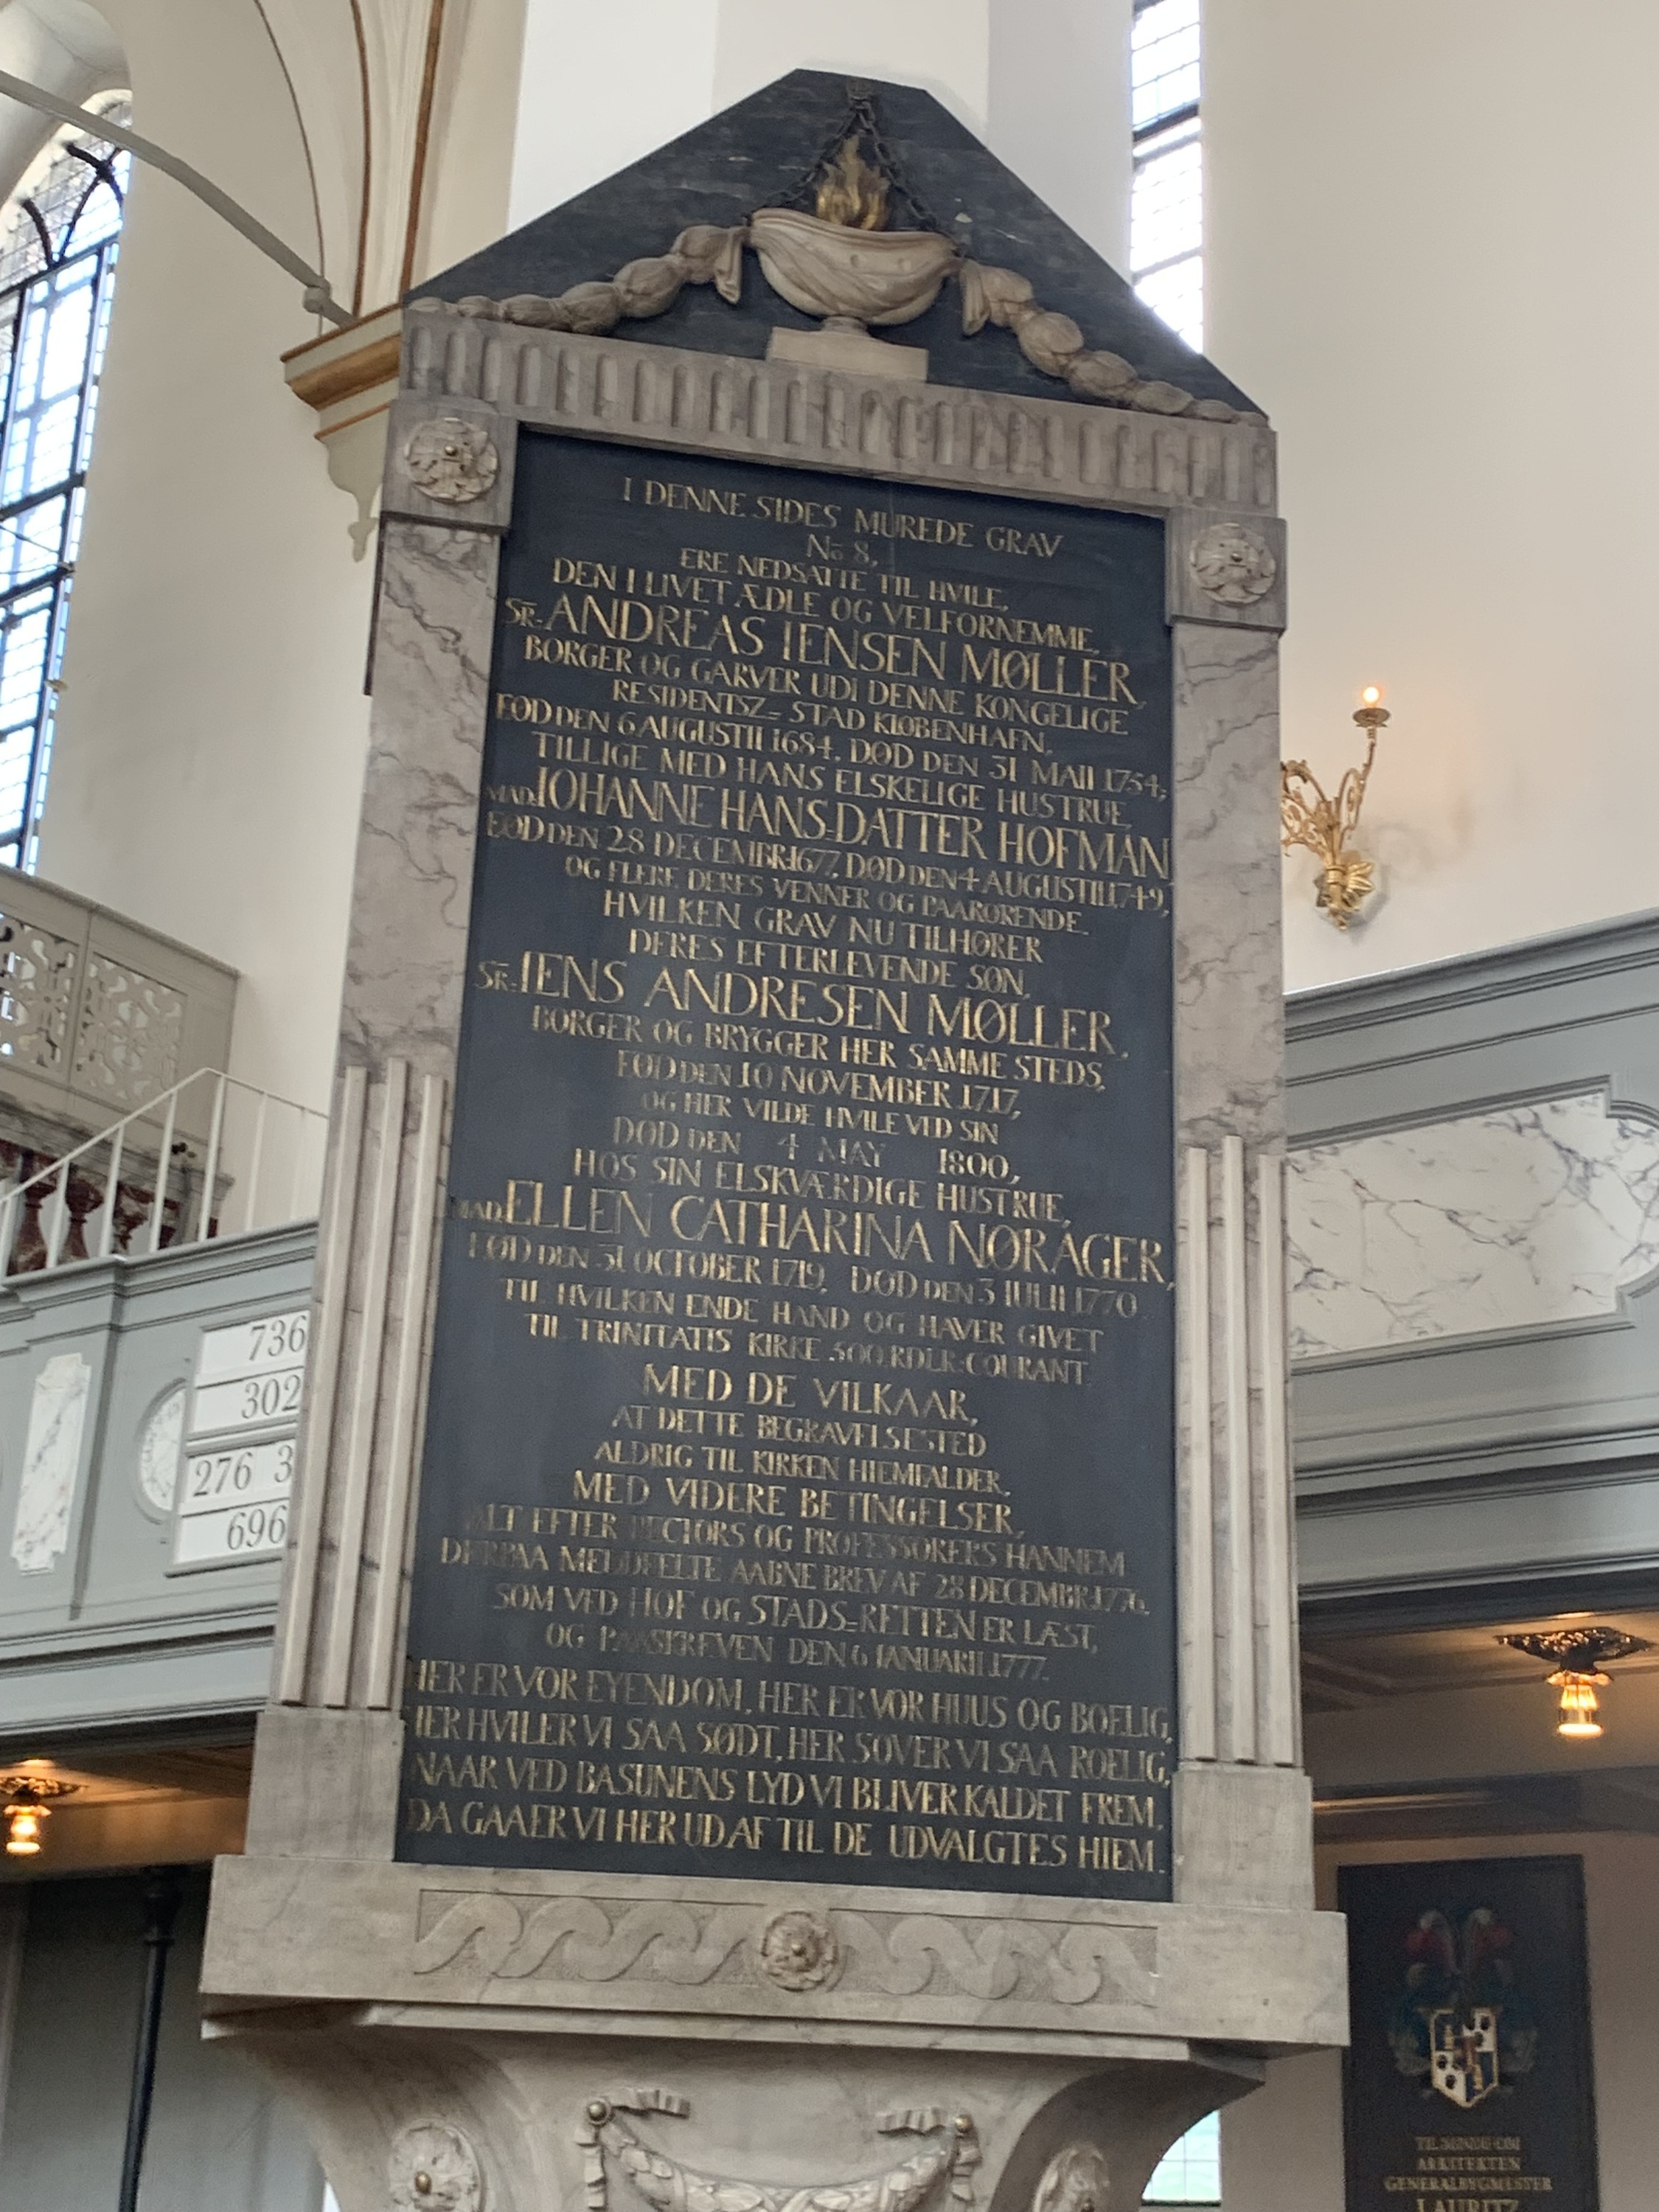 I DENNE SIDES MUREDE GRAV
No 8,
ERE NEDSATTE TIL HVILE,
DEN I LIVET ÆDLE OG VELFORNEMME,
SR. ANDREAS IENSEN MØLLER,
BORGER OG GARVER UDI DENNE KONGELIGE
RESIDENTSZ=STAD KIØBENHAFN,
FØD DEN 6 AUGUSTII 1684, DØD DEN 31 MAII 1754,
TILLIGE MED HANS ELSKELIGE HUSTRUE,
MAD. IOHANNE HANS=DATTER HOFMAN
FØD DEN 28 DECEMBR: 1677, DØD DEN 4 AUGUSTII 1749,
OG FLERE DERES VENNER OG PAARØRENDE.
HVILKEN GRAV NU TILHØRER
DERES EFTERLEVENDE SØN,
SR. IENS ANDRESEN MØLLER,
BORGER OG BRYGGER HER SAMME STEDS,
FØD DEN 10 NOVEMBER 1717,
OG HER VILDE HVILE VED SIN
DØD DEN 4 MAY 1800,
HOS SIN ELSKVÆRDIGE HUSTRUE,
MAD. ELLEN CATHARINA NØRAGER,
FØD DEN 31 OCTOBER 1719, DØD DEN 3 IULII 1770
TIL HVILKEN ENDE HAND OG HAVER GIVET
TIL TRINITATIS KIRKE RDLR: COURANT.
MED DE VILKAAR,
AT DETTE BEGRAVELSESTED
ALDRIG TIL KIRKEN HIEMFALDER,
MED VIDERE BETINGELSER,
ALT EFTER RECTORS OG PROFESSORERS HANNEM
DERPAA MEDDEELTE AABNE BREV AF 28 DECEMBR: 1776,
SOM VED HOF OG STADS=RETTEN ER LÆST,
OG PAASKREVEN DEN 6 IANUARII 1777.
HER ER VOR EYENDOM, HER ER VOR HUUS OG BOELIG,
HER HVILER VI SAA SØDT, HER SOVER VI SAA ROELIG,
NAAR VED BASUNENS LYD VI BLIVER KALDET FREM,
DA GAAER VI HER UD AF TIL DE UDVALGTES HIEM.
736
302
276 3
696
TIL MINDE OM
ARKITEKTEN
GENERALBYGMESTER